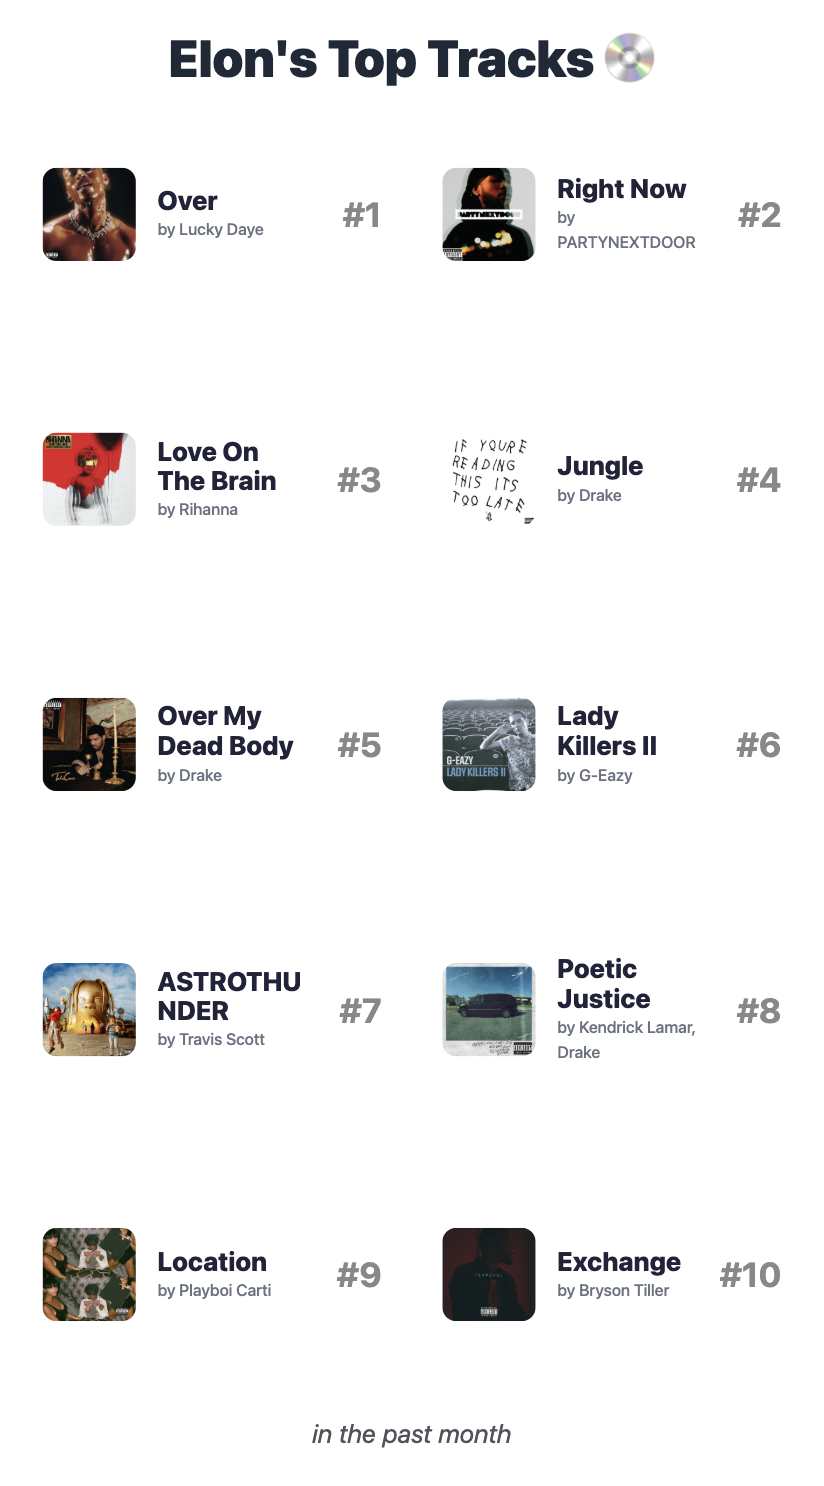 Elon's Top Tracks
Over
by Lucky Daye
#1
Right Now
by
PARTYNEXTDOOR
#2
Love On
The Brain
by Rihanna
#3
IF YOURE
READING
THIS ITS
TOO LATE
Jungle
by Drake
#4
Over My
Dead Body
by Drake
#5
G-EAZY
LADY KILLERS II
Lady
Killers II
by G-Eazy
#6
ASTROTHU
NDER
by Travis Scott
#7
Poetic
Justice
by Kendrick Lamar,
Drake
#8
Location
by Playboi Carti
#9
Exchange
by Bryson Tiller
#10
in the past month